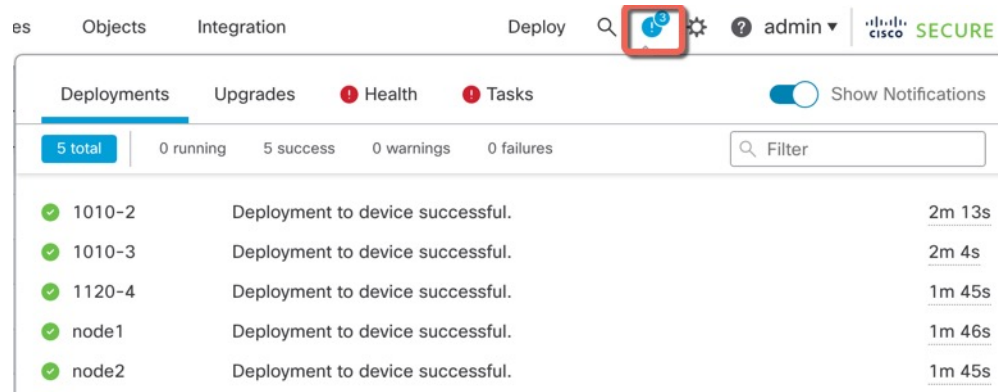 es Objects Integration Deploy 3 admin cisco SECURE
Deployments Upgrades Health Tasks Show Notifications
5 total 0 running 5 success 0 warnings 0 failures Filter
1010-2 Deployment to device successful. 2m 13s
1010-3 Deployment to device successful. 2m 4s
1120-4 Deployment to device successful. 1m 45s
node1 Deployment to device successful. 1m 46s
node2 Deployment to device successful. 1m 45s